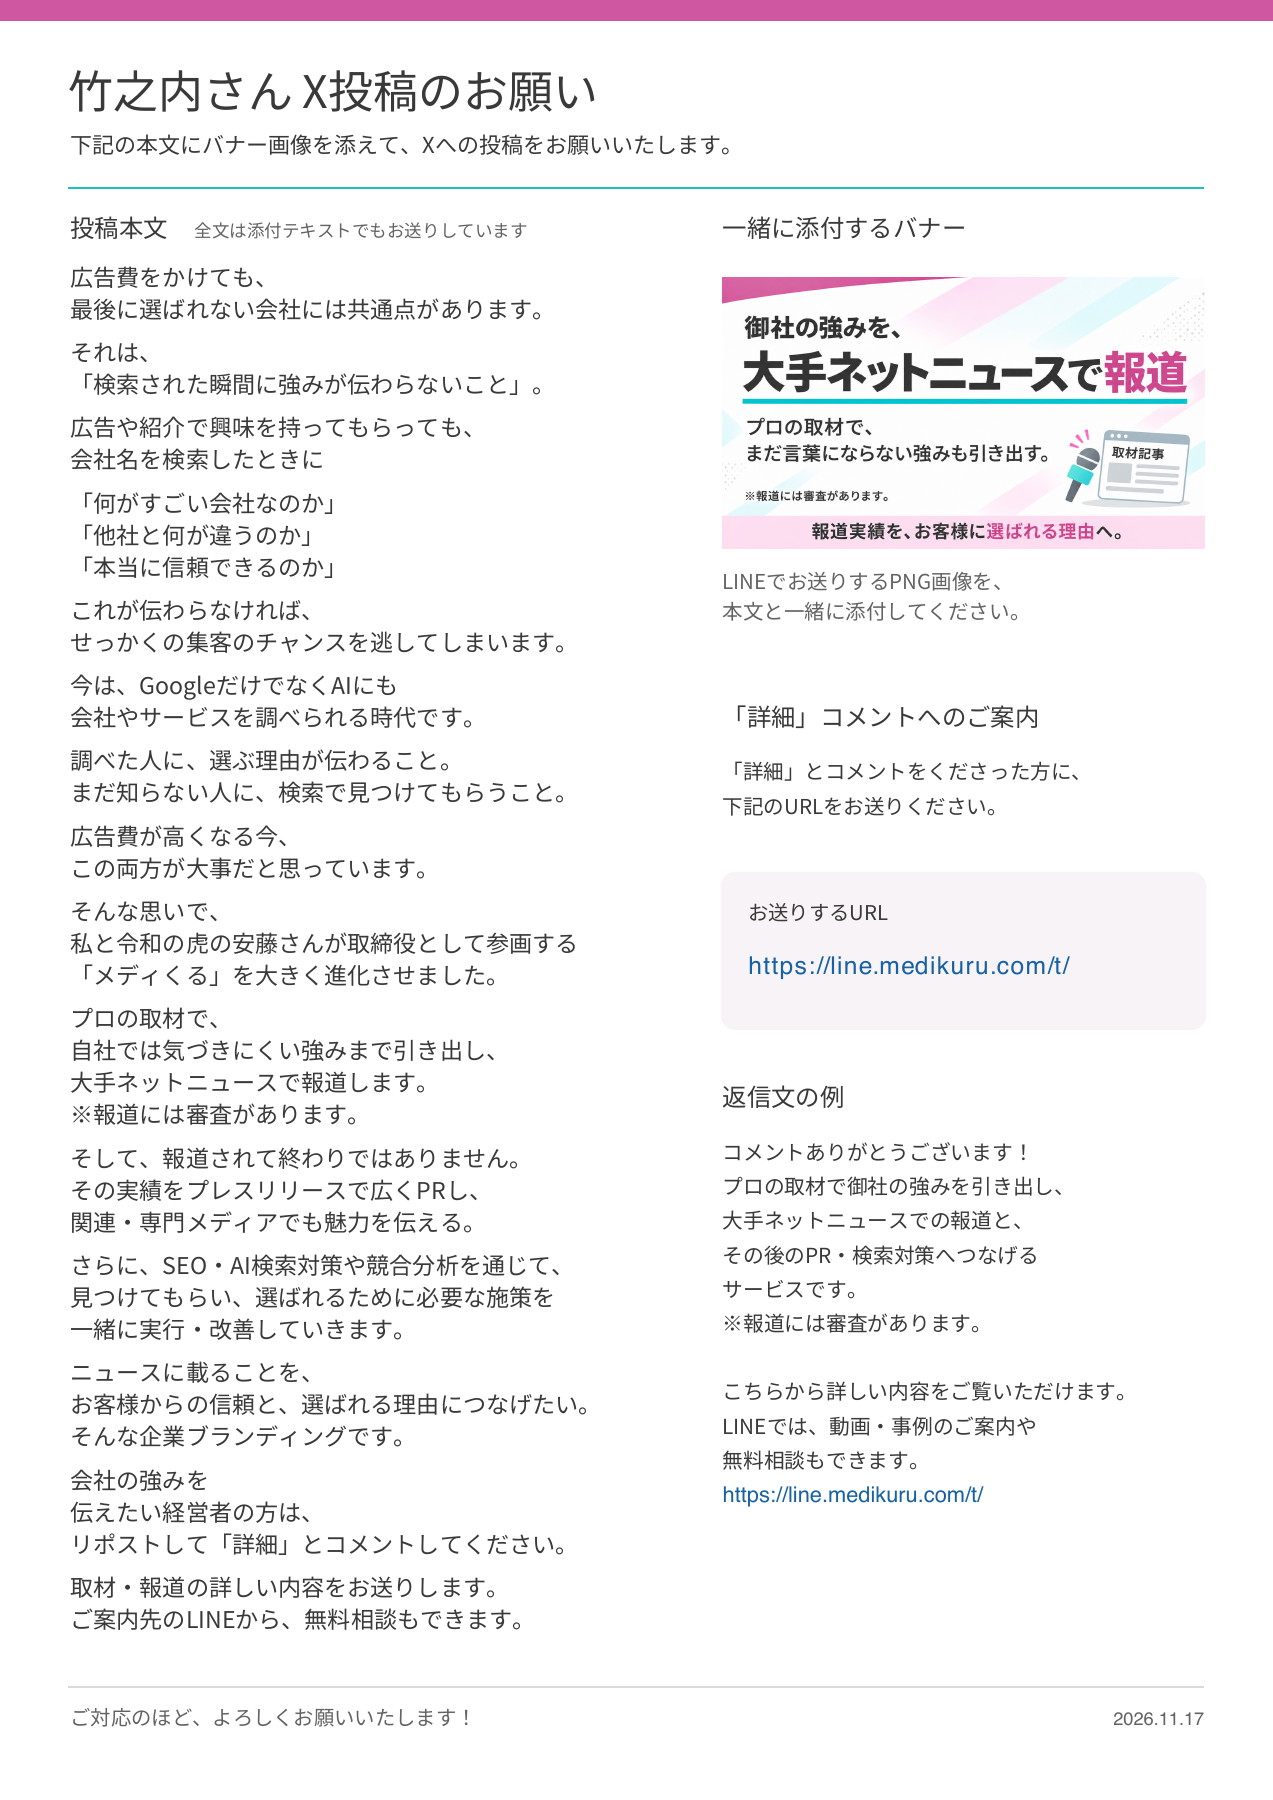 竹之内さん X投稿のお願い
下記の本文にバナー画像を添えて、Xへの投稿をお願いいたします。
投稿本文 全文は添付テキストでもお送りしています
広告費をかけても、
最後に選ばれない会社には共通点があります。
それは、
「検索された瞬間に強みが伝わらないこと」。
広告や紹介で興味を持ってもらっても、
会社名を検索したときに
「何がすごい会社なのか」
「他社と何が違うのか」
「本当に信頼できるのか」
これが伝わらなければ、
せっかくの集客のチャンスを逃してしまいます。
今は、GoogleだけでなくAIにも
会社やサービスを調べられる時代です。
調べた人に、選ぶ理由が伝わること。
まだ知らない人に、検索で見つけてもらうこと。
広告費が高くなる今、
この両方が大事だと思っています。
そんな思いで、
私と令和の虎の安藤さんが取締役として参画する
「メディくる」を大きく進化させました。
プロの取材で、
自社では気づきにくい強みまで引き出し、
大手ネットニュースで報道します。
※報道には審査があります。
そして、報道されて終わりではありません。
その実績をプレスリリースで広くPRし、
関連・専門メディアでも魅力を伝える。
さらに、SEO・AI検索対策や競合分析を通じて、
見つけてもらい、選ばれるために必要な施策を
一緒に実行・改善していきます。
ニュースに載ることを、
お客様からの信頼と、選ばれる理由につなげたい。
そんな企業ブランディングです。
会社の強みを
伝えたい経営者の方は、
リポストして「詳細」とコメントしてください。
取材・報道の詳しい内容をお送りします。
ご案内先のLINEから、無料相談もできます。
一緒に添付するバナー
御社の強みを、
大手ネットニュースで報道
プロの取材で、
まだ言葉にならない強みも引き出す。
取材記事
※報道には審査があります。
報道実績を、お客様に選ばれる理由へ。
LINEでお送りするPNG画像を、
本文と一緒に添付してください。
「詳細」コメントへのご案内
「詳細」とコメントをくださった方に、
下記のURLをお送りください。
お送りするURL
https://line.medikuru.com/t/
返信文の例
コメントありがとうございます！
プロの取材で御社の強みを引き出し、
大手ネットニュースでの報道と、
その後のPR・検索対策へつなげる
サービスです。
※報道には審査があります。
こちらから詳しい内容をご覧いただけます。
LINEでは、動画・事例のご案内や
無料相談もできます。
https://line.medikuru.com/t/
ご対応のほど、よろしくお願いいたします！
2026.11.17